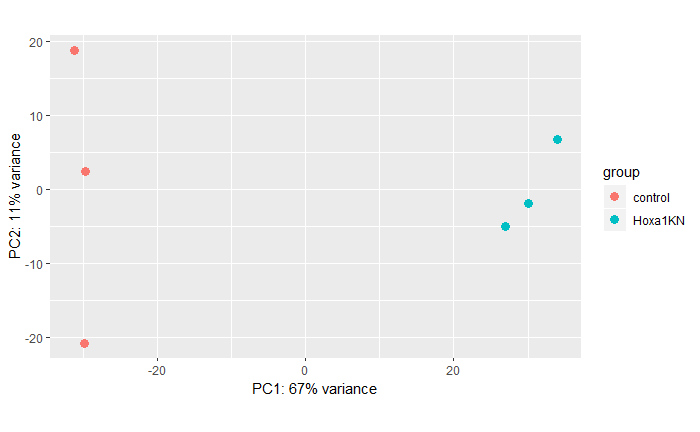 20
10
0
-10
-20
PC2: 11% variance
-20
0
20
PC1: 67% variance
group
control
Hoxa1KN